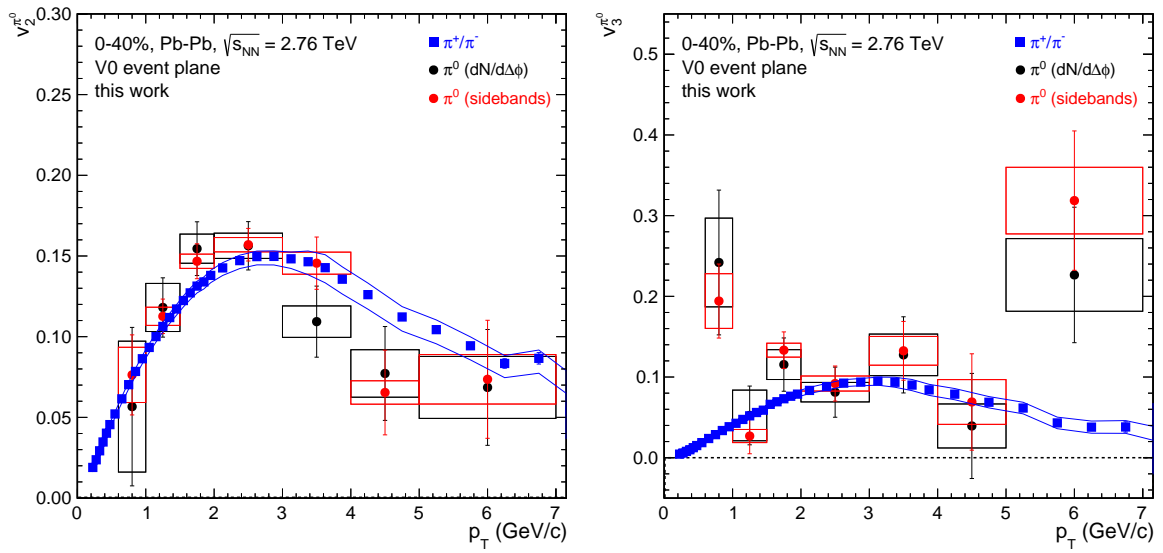 v₂^π⁰
0.30
0.25
0.20
0.15
0.10
0.05
0.00
0-40%, Pb-Pb, √s_NN = 2.76 TeV
V0 event plane
this work
π⁺/π⁻
π⁰ (dN/dΔϕ)
π⁰ (sidebands)
0 1 2 3 4 5 6 7
p_T (GeV/c)
v₃^π⁰
0.5
0.4
0.3
0.2
0.1
0.0
0-40%, Pb-Pb, √s_NN = 2.76 TeV
V0 event plane
this work
π⁺/π⁻
π⁰ (dN/dΔϕ)
π⁰ (sidebands)
0 1 2 3 4 5 6 7
p_T (GeV/c)